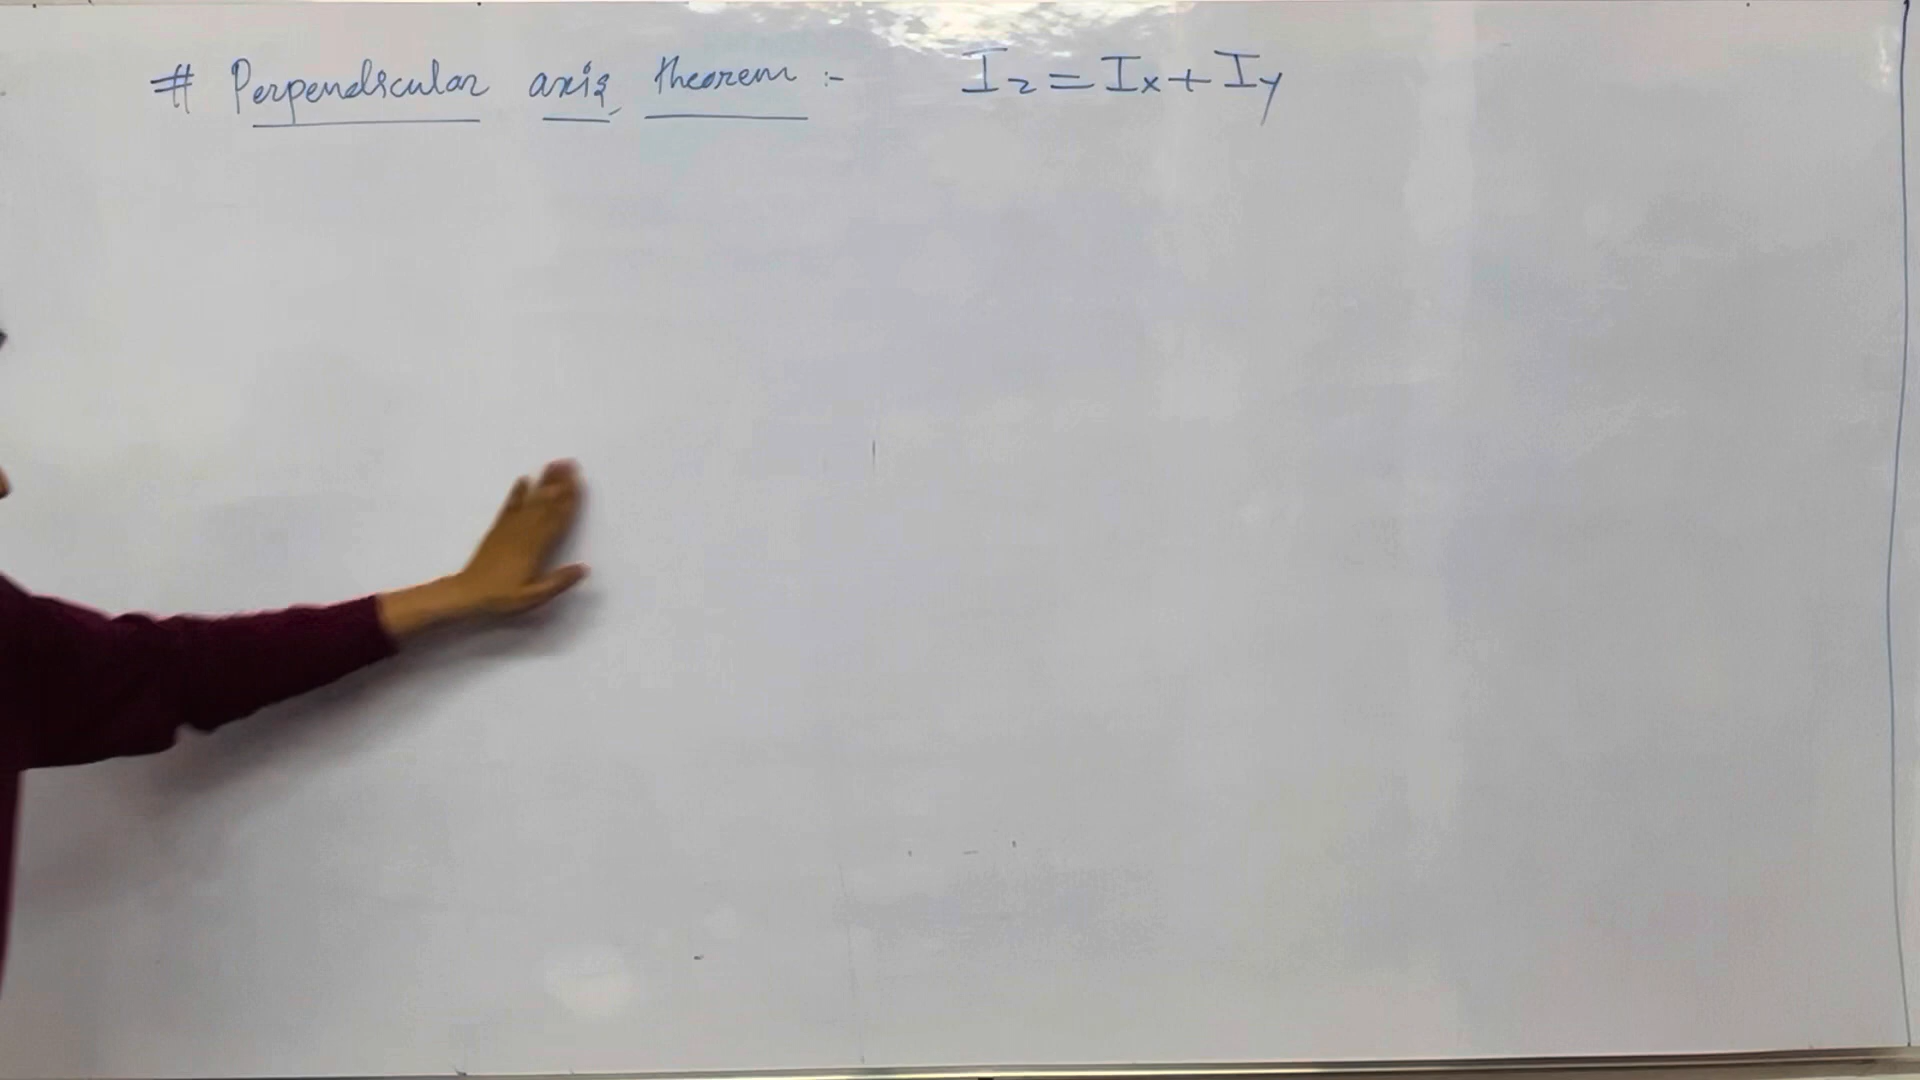 # Perpendicular axis theorem :- Iz = Ix + Iy